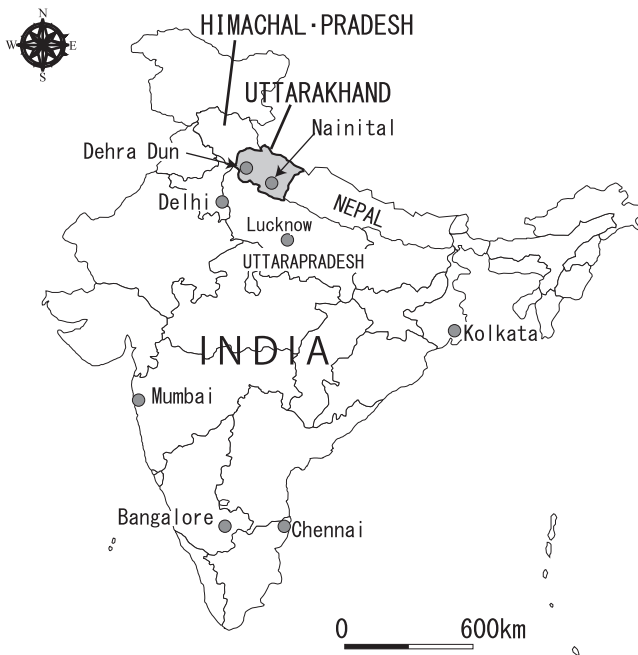 N
W E
S
HIMACHAL·PRADESH
UTTARAKHAND
Nainital
Dehra Dun
Delhi
NEPAL
Lucknow
UTTARAPRADESH
INDIA
Kolkata
Mumbai
Bangalore
Chennai
0 600km